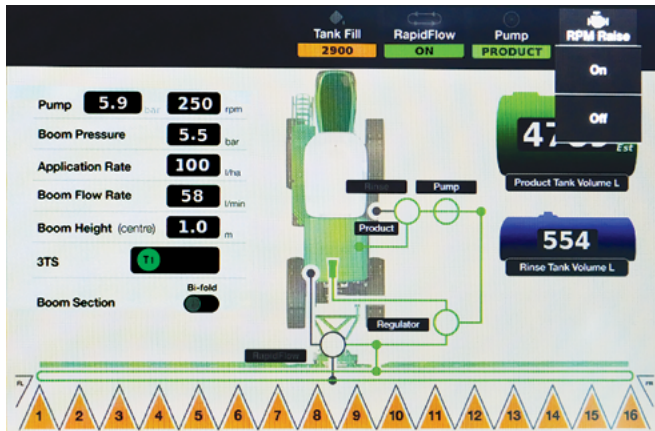 Tank Fill RapidFlow Pump RPM Raise
2900 ON PRODUCT
On
Off
Pump 5.9 bar 250 rpm
Boom Pressure 5.5 bar
Application Rate 100 l/ha
Boom Flow Rate 58 l/min
Boom Height (centre) 1.0 m
3TS T1
Bi-fold
Boom Section
Rinse Pump
Product
Regulator
RapidFlow
Est
Product Tank Volume L
554
Rinse Tank Volume L
FL FR
1 2 3 4 5 6 7 8 9 10 11 12 13 14 15 16